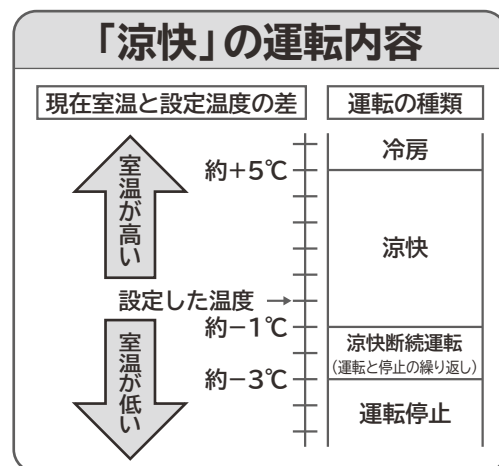 「涼快」の運転内容
現在室温と設定温度の差
運転の種類
室温が高い
約+5℃
設定した温度 →
約−1℃
約−3℃
室温が低い
冷房
涼快
涼快断続運転
(運転と停止の繰り返し)
運転停止